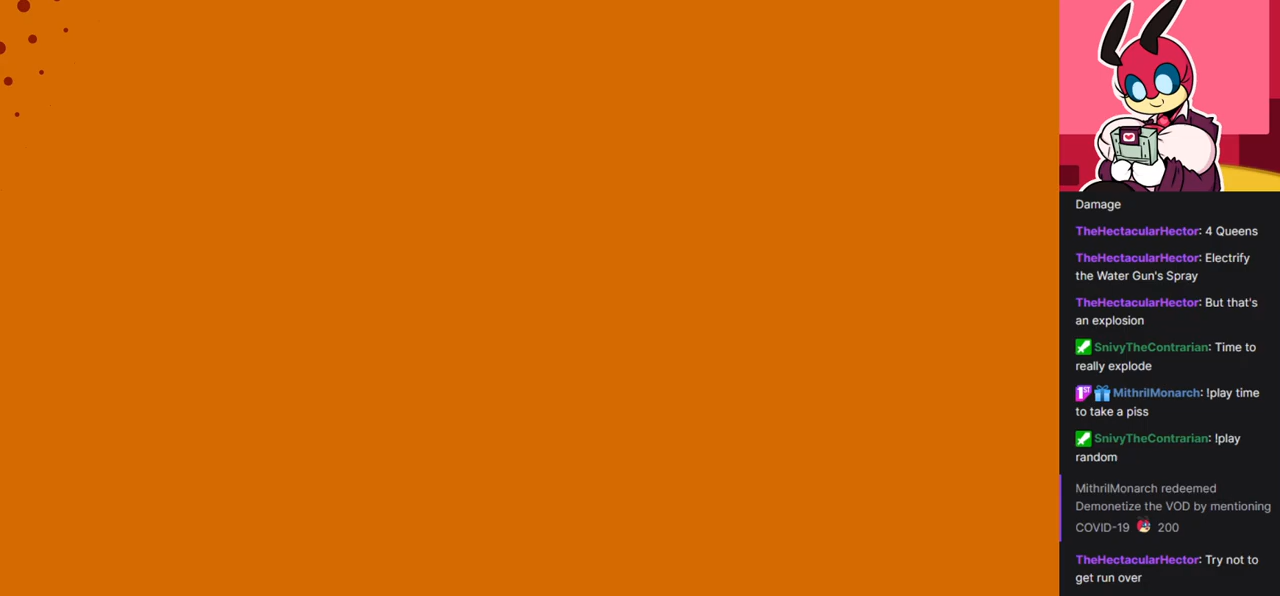 Damage
TheHectacularHector: 4 Queens
TheHectacularHector: Electrify
the Water Gun's Spray
TheHectacularHector: But that's
an explosion
SnivyTheContrarian: Time to
really explode
1ST MithrilMonarch: !play time
to take a piss
SnivyTheContrarian: !play
random
MithrilMonarch redeemed
Demonetize the VOD by mentioning
COVID-19 200
TheHectacularHector: Try not to
get run over